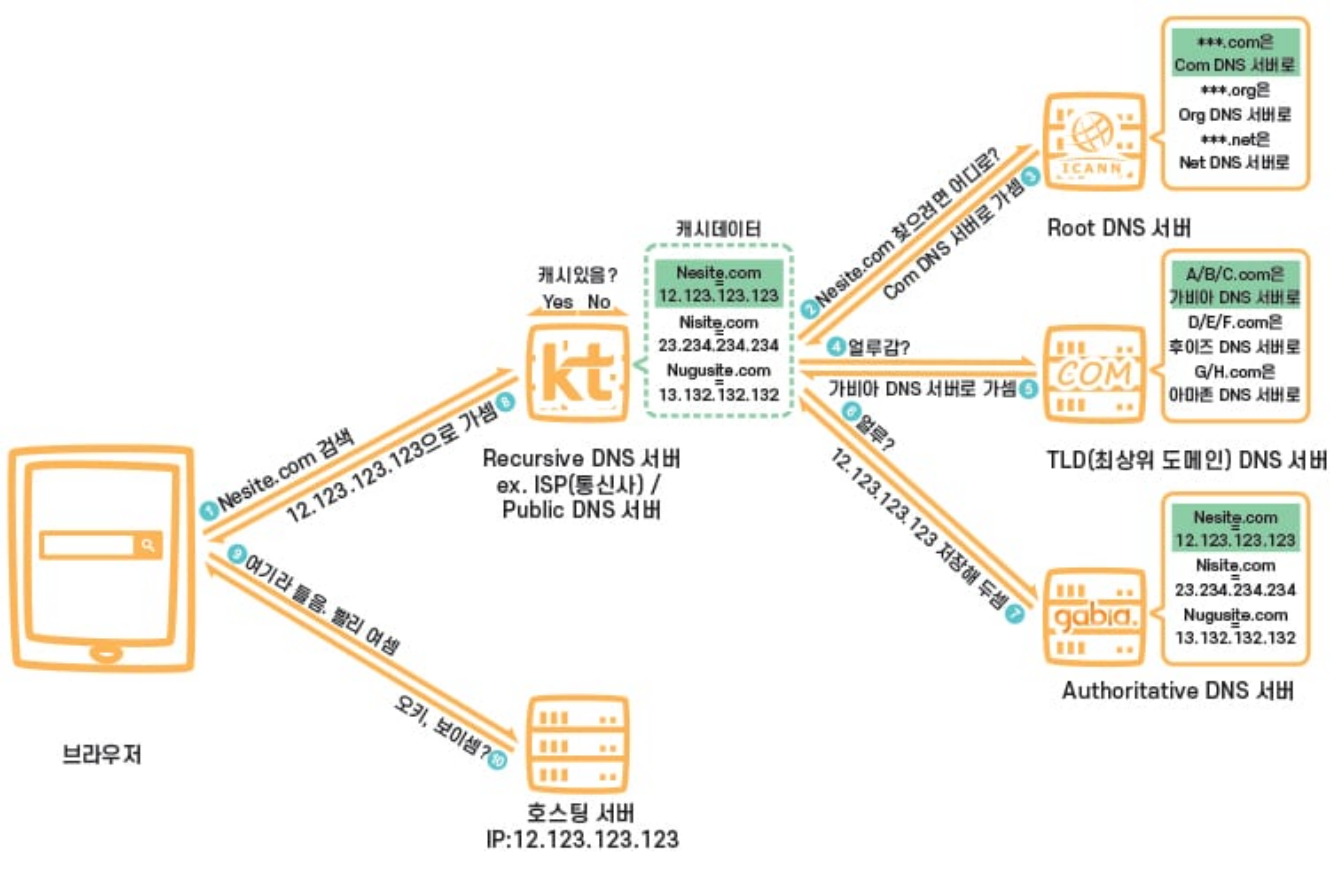 ***.com은
Com DNS 서버로
***.org은
Org DNS 서버로
***.net은
Net DNS 서버로
ICANN
Root DNS 서버
2 Nesite.com 찾으려면 어디로?
Com DNS 서버로 가셈 3
캐시데이터
Nesite.com
=
12.123.123.123
Nisite.com
=
23.234.234.234
Nugusite.com
=
13.132.132.132
캐시있음?
Yes No
kt
Recursive DNS 서버
ex. ISP(통신사) /
Public DNS 서버
4 얼루감?
가비아 DNS 서버로 가셈 5
A/B/C.com은
가비아 DNS 서버로
D/E/F.com은
후이즈 DNS 서버로
G/H.com은
아마존 DNS 서버로
COM
TLD(최상위 도메인) DNS 서버
6 얼루?
12.123.123.123 저장해 두셈 7
Nesite.com
=
12.123.123.123
Nisite.com
=
23.234.234.234
Nugusite.com
=
13.132.132.132
gabia.
Authoritative DNS 서버
1 Nesite.com 검색
12.123.123.123으로 가셈 8
9 여기라 들음. 빨리 여셈
오키, 보이셈? 10
브라우저
호스팅 서버
IP:12.123.123.123